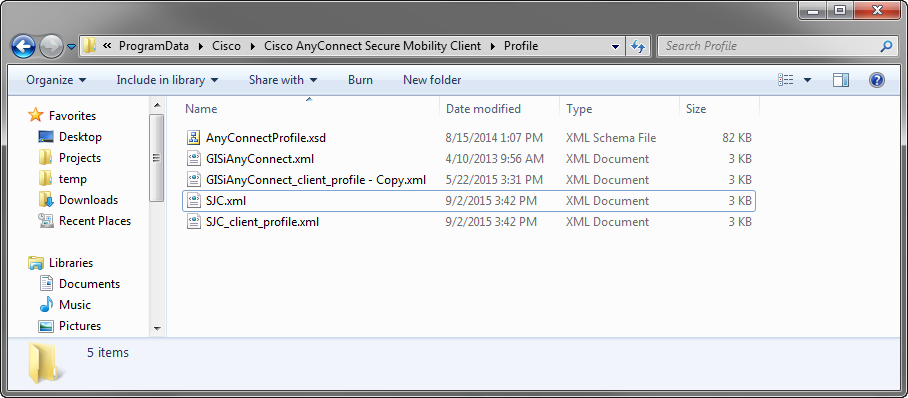 « ProgramData Cisco Cisco AnyConnect Secure Mobility Client Profile Search Profile
Organize Include in library Share with Burn New folder
Name Date modified Type Size
Favorites
Desktop
Projects
temp
Downloads
Recent Places
Libraries
Documents
Music
Pictures
AnyConnectProfile.xsd 8/15/2014 1:07 PM XML Schema File 82 KB
GISiAnyConnect.xml 4/10/2013 9:56 AM XML Document 3 KB
GISiAnyConnect_client_profile - Copy.xml 5/22/2015 3:31 PM XML Document 3 KB
SJC.xml 9/2/2015 3:42 PM XML Document 3 KB
SJC_client_profile.xml 9/2/2015 3:42 PM XML Document 3 KB
5 items